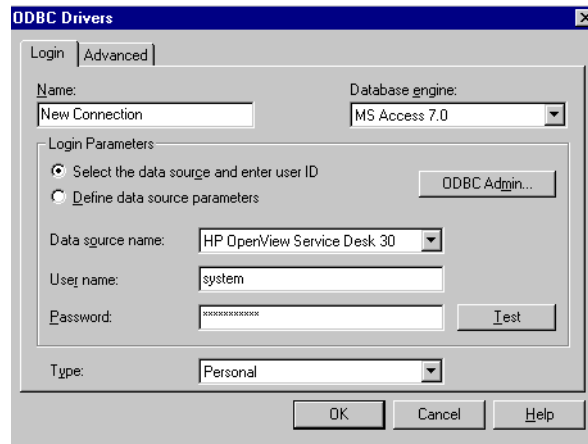 ODBC Drivers
Login Advanced
Name: Database engine:
New Connection MS Access 7.0
Login Parameters
Select the data source and enter user ID
ODBC Admin...
Define data source parameters
Data source name: HP OpenView Service Desk 30
User name: system
Password: *********** Test
Type: Personal
OK Cancel Help